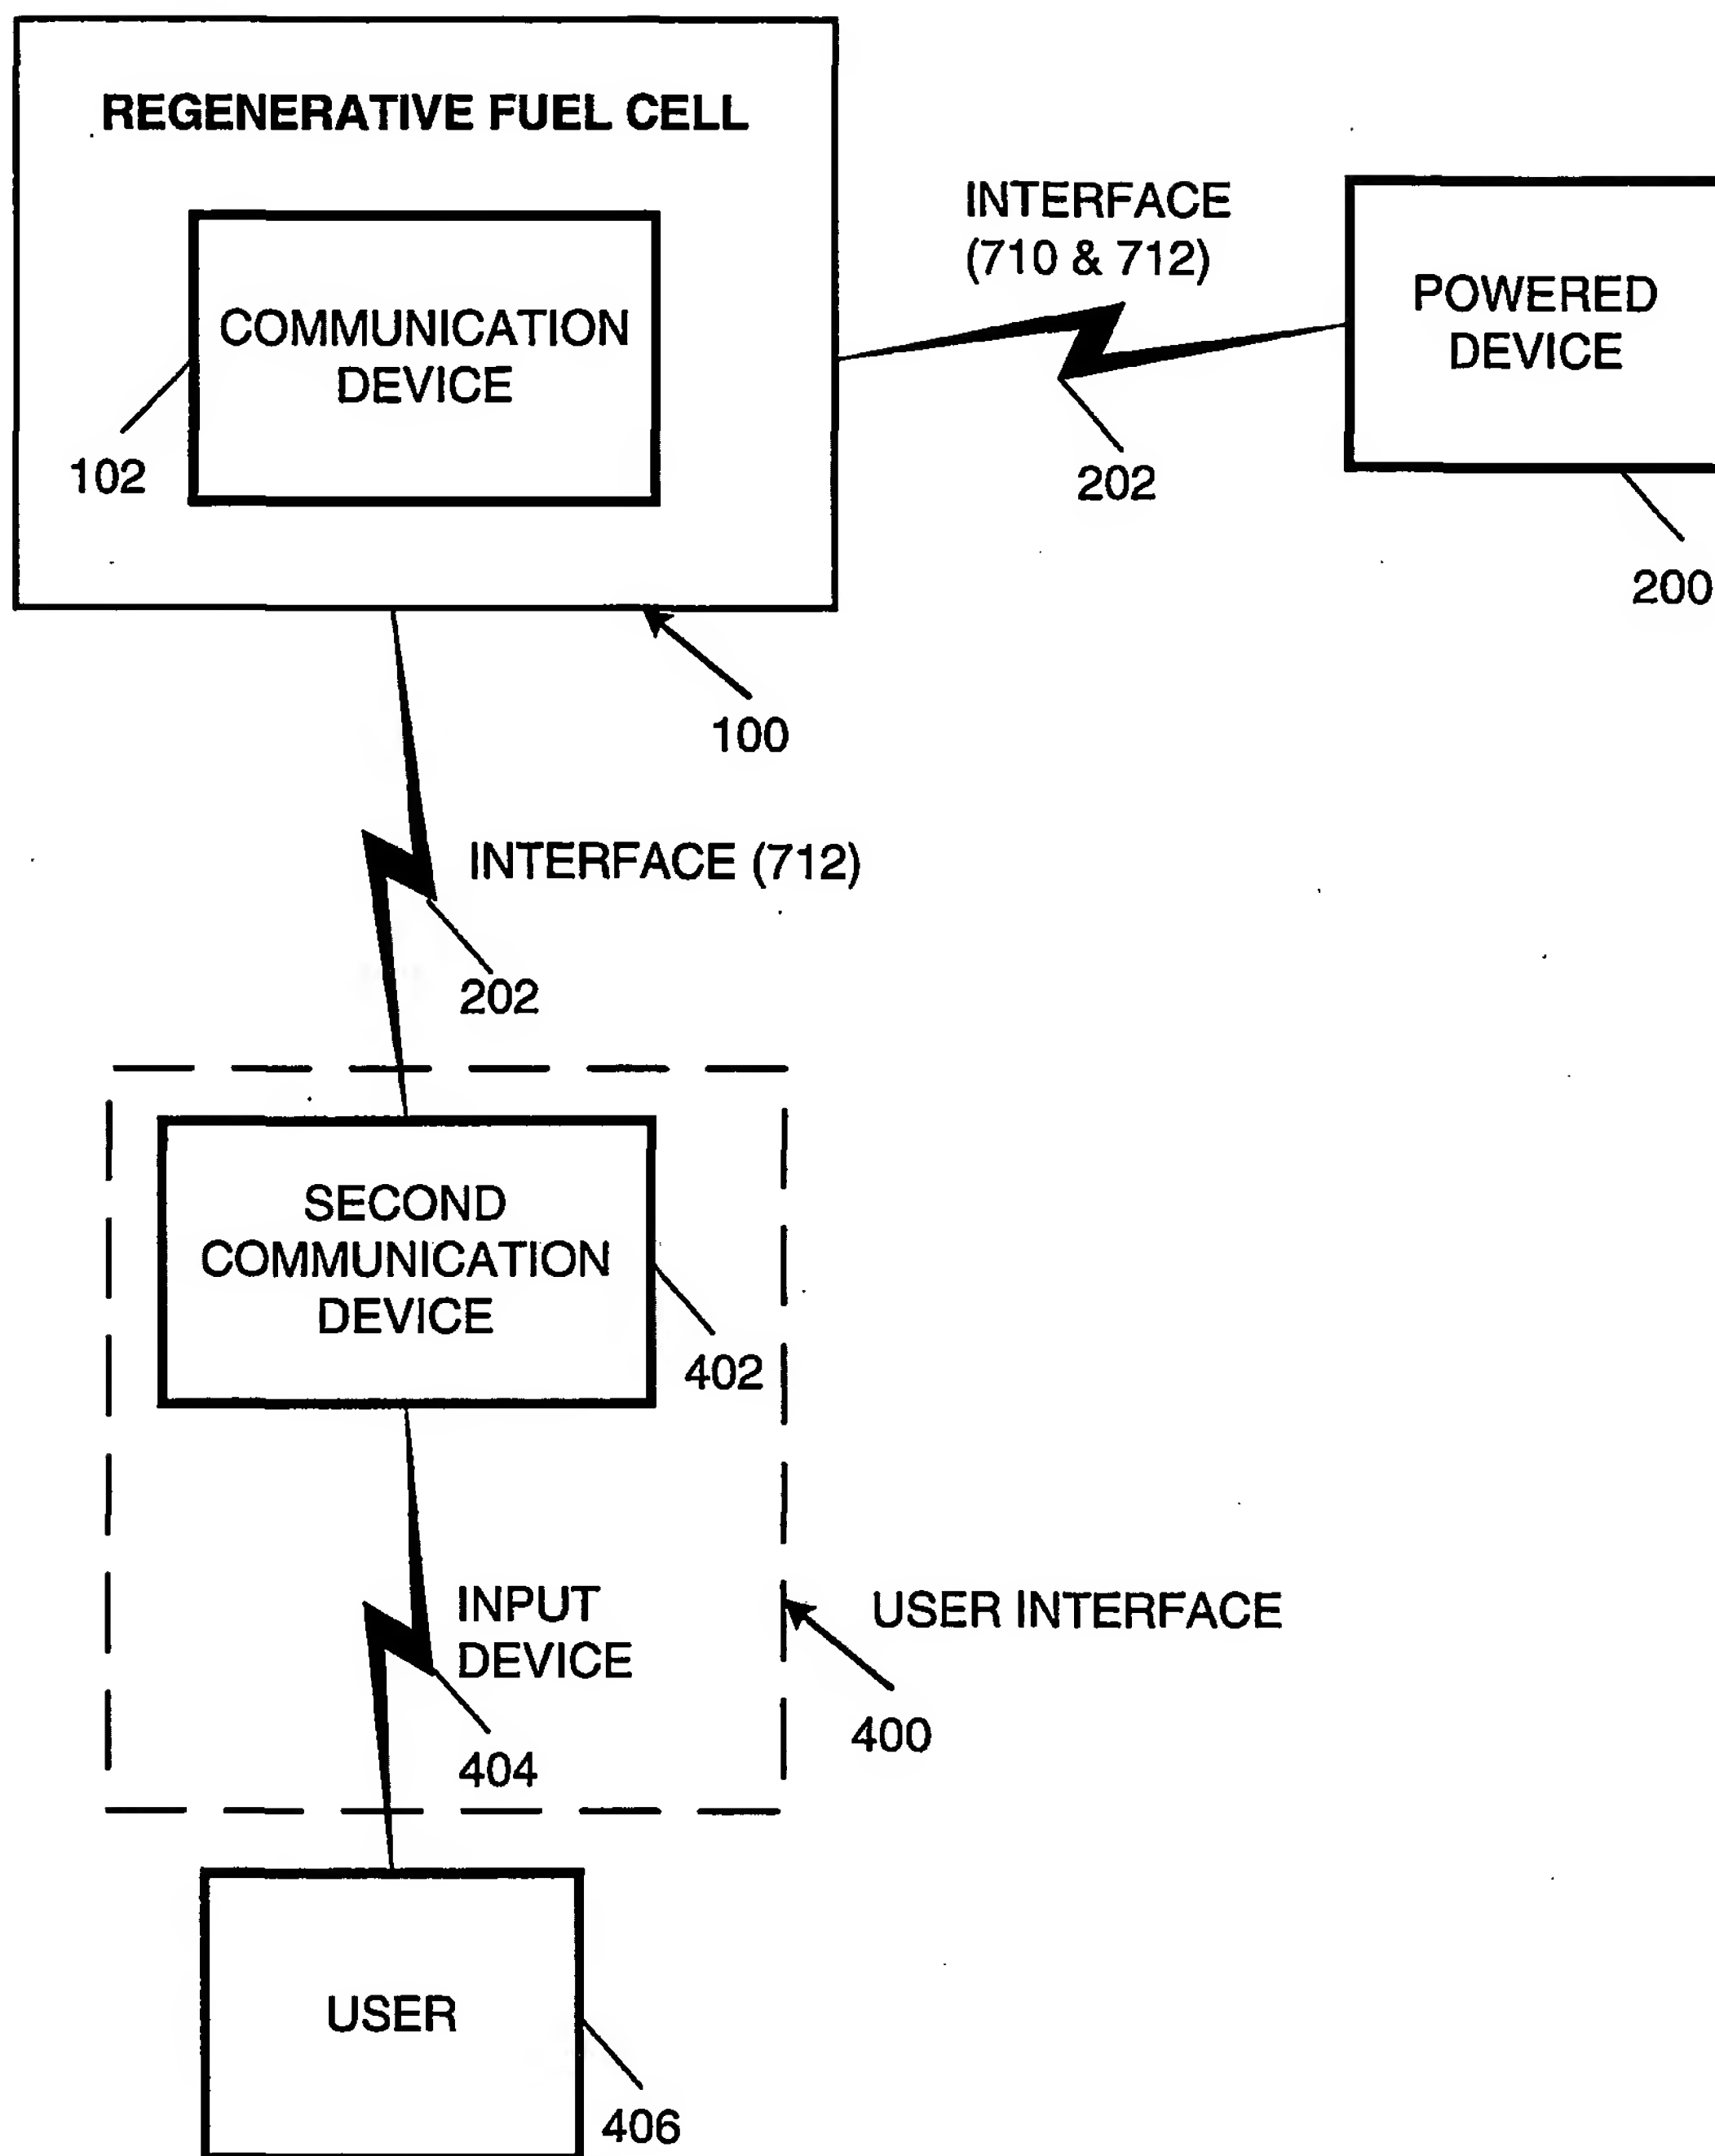 REGENERATIVE FUEL CELL
COMMUNICATION
DEVICE
102
INTERFACE
(710 & 712)
202
POWERED
DEVICE
200
100
INTERFACE (712)
202
SECOND
COMMUNICATION
DEVICE
402
INPUT
DEVICE
404
USER INTERFACE
400
USER
406